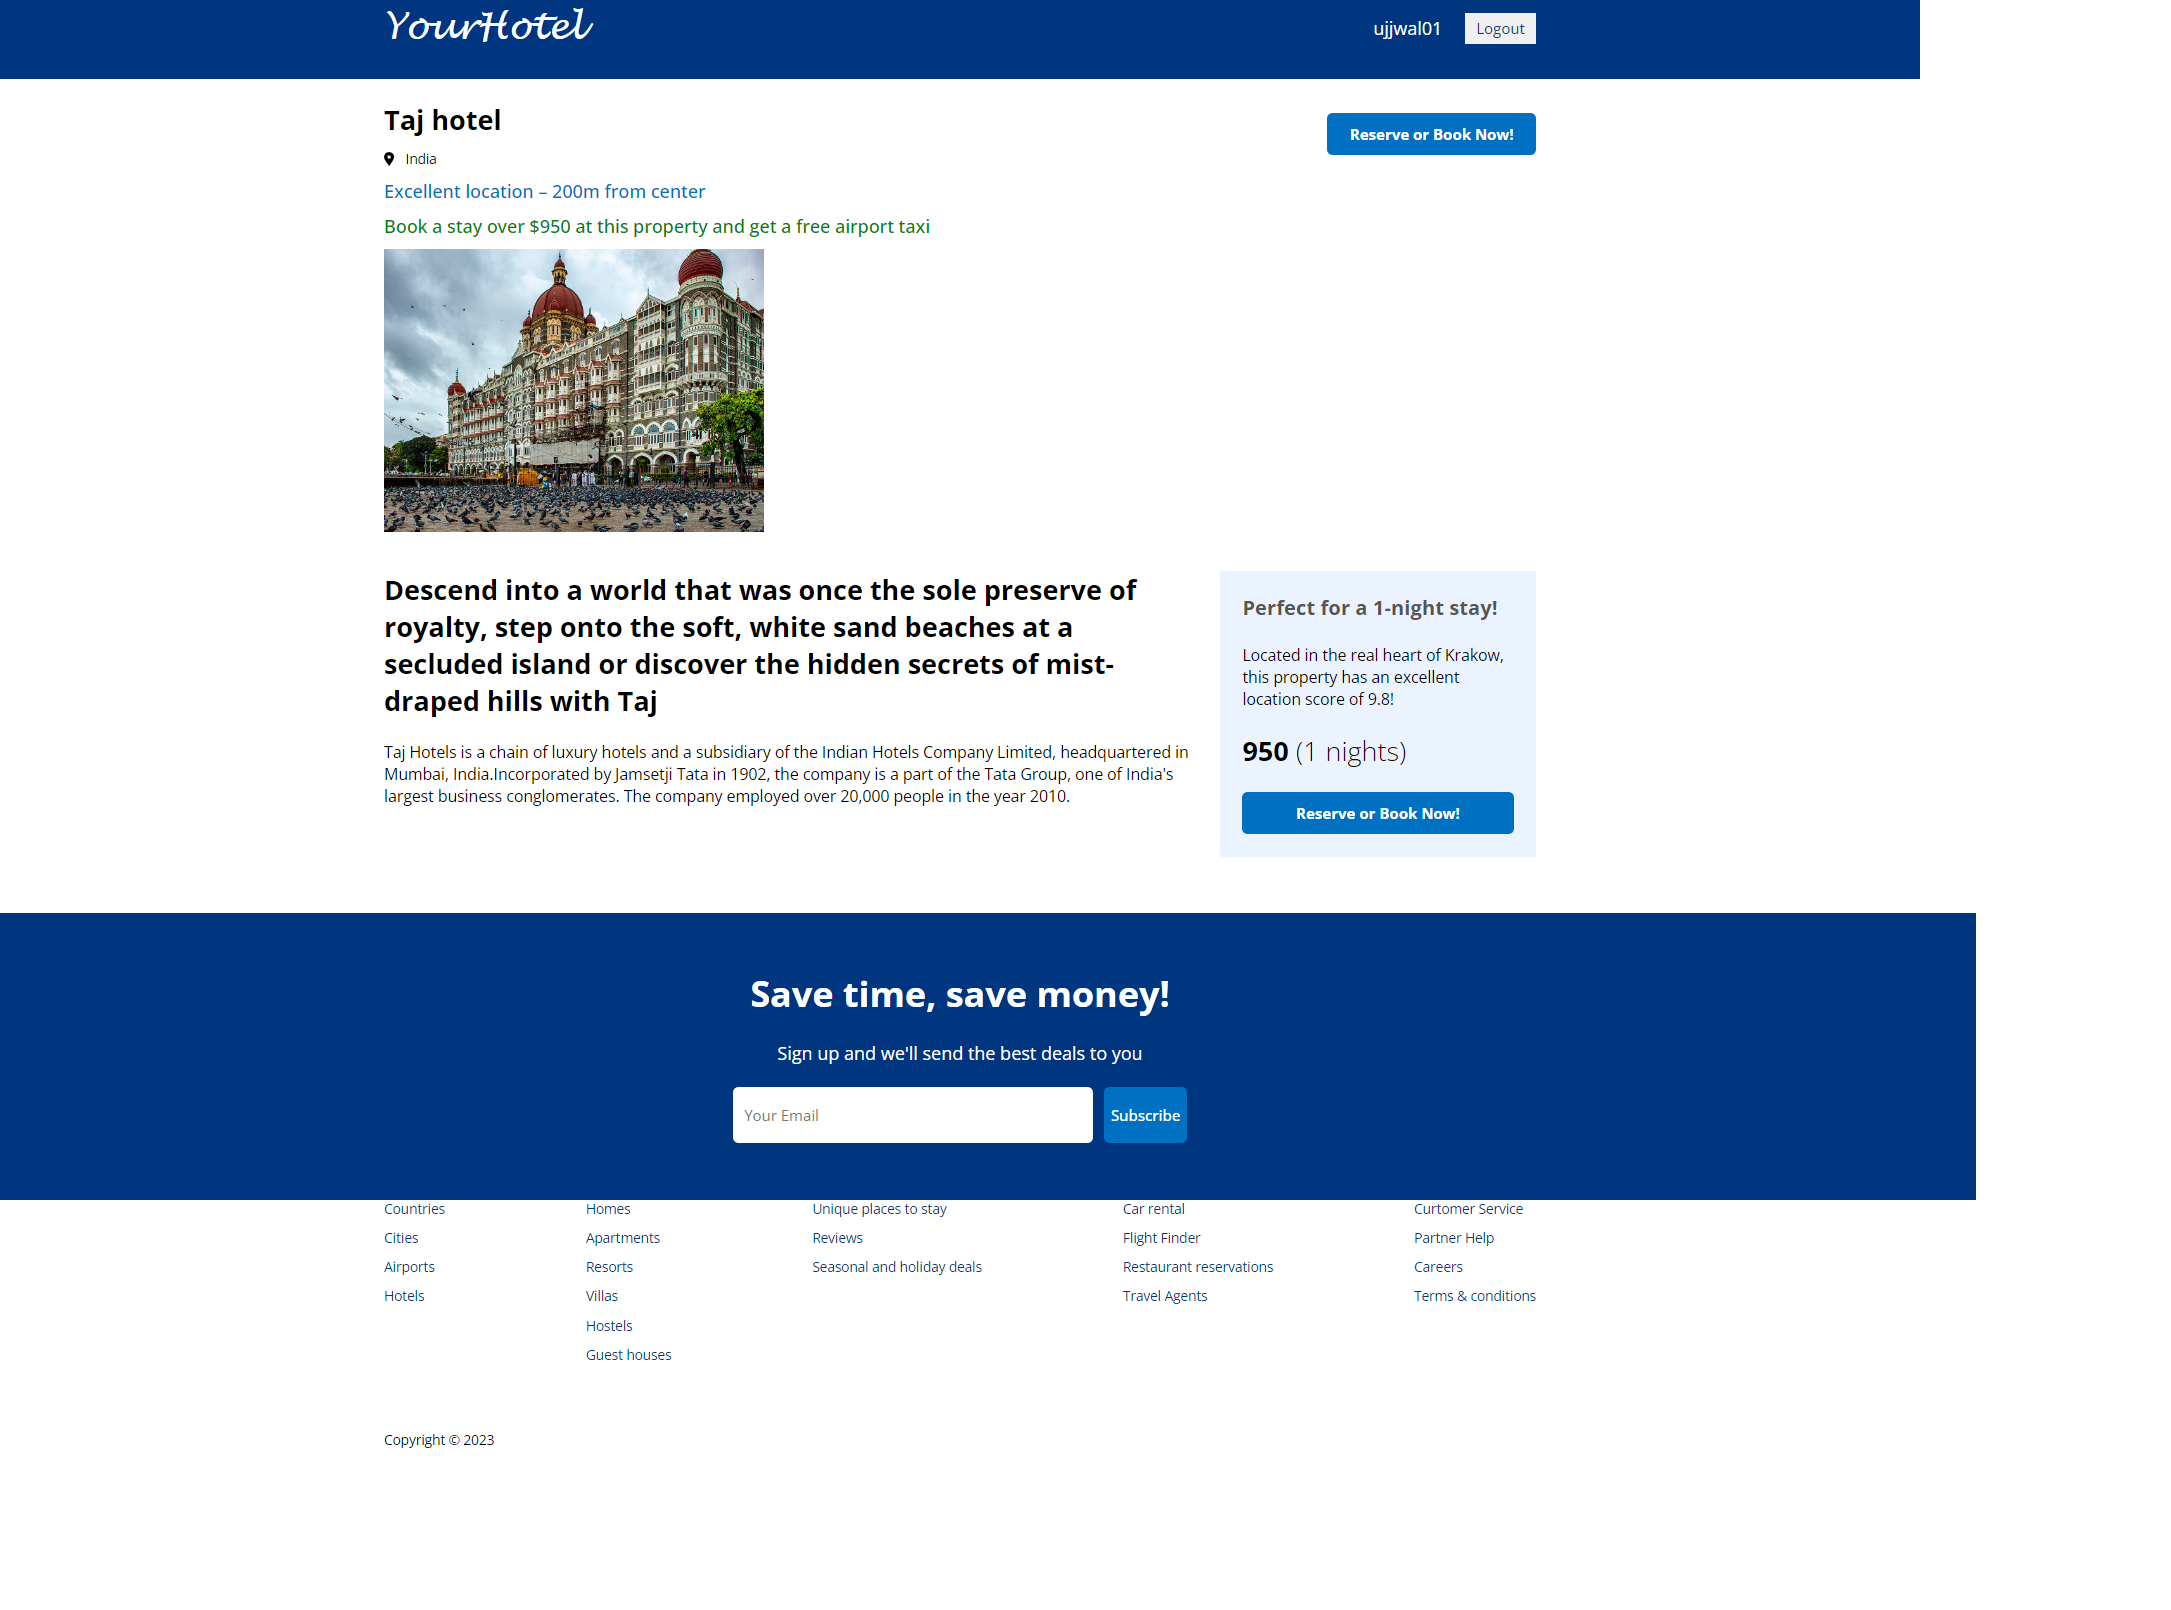 YourHotel
ujjwal01
Logout
Taj hotel
Reserve or Book Now!
India
Excellent location – 200m from center
Book a stay over $950 at this property and get a free airport taxi
Descend into a world that was once the sole preserve of
royalty, step onto the soft, white sand beaches at a
secluded island or discover the hidden secrets of mist-
draped hills with Taj
Taj Hotels is a chain of luxury hotels and a subsidiary of the Indian Hotels Company Limited, headquartered in
Mumbai, India.Incorporated by Jamsetji Tata in 1902, the company is a part of the Tata Group, one of India's
largest business conglomerates. The company employed over 20,000 people in the year 2010.
Perfect for a 1-night stay!
Located in the real heart of Krakow,
this property has an excellent
location score of 9.8!
950 (1 nights)
Reserve or Book Now!
Save time, save money!
Sign up and we'll send the best deals to you
Your Email
Subscribe
Countries
Cities
Airports
Hotels
Homes
Apartments
Resorts
Villas
Hostels
Guest houses
Unique places to stay
Reviews
Seasonal and holiday deals
Car rental
Flight Finder
Restaurant reservations
Travel Agents
Curtomer Service
Partner Help
Careers
Terms & conditions
Copyright © 2023